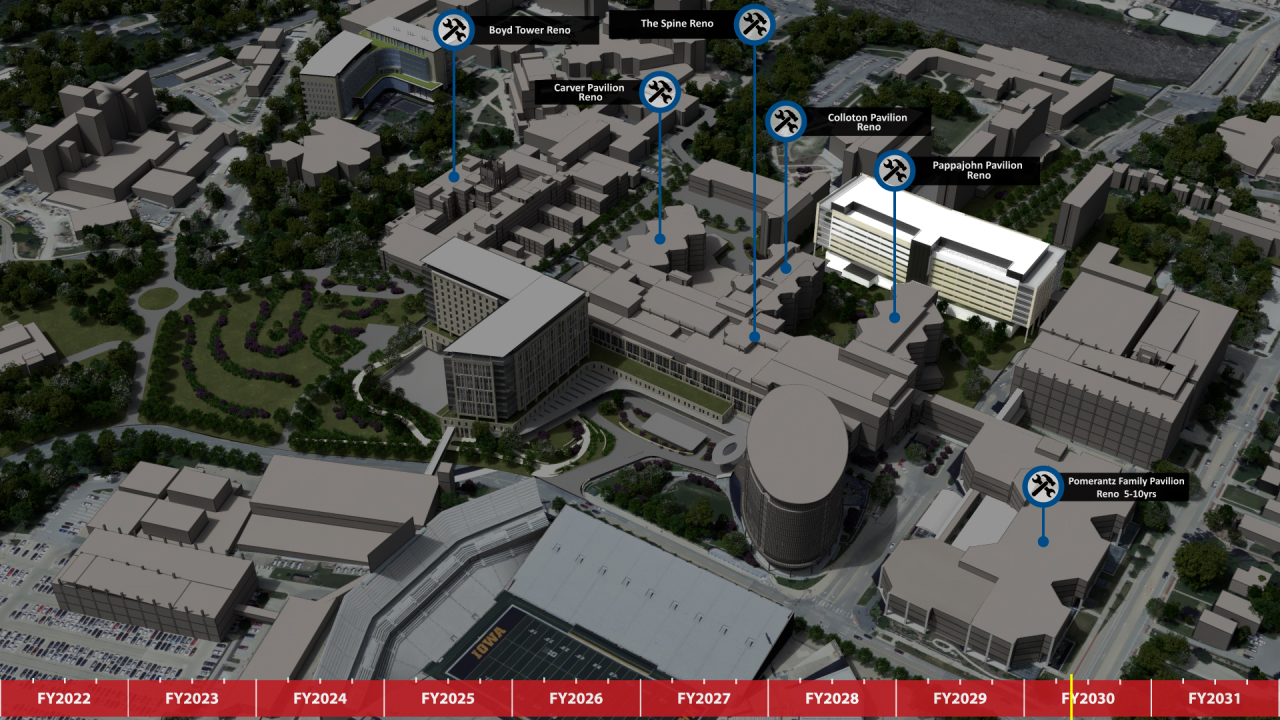 Boyd Tower Reno
The Spine Reno
Carver Pavilion
Reno
Colloton Pavilion
Reno
Pappajohn Pavilion
Reno
Pomerantz Family Pavilion
Reno 5-10yrs
IOWA
FY2022 FY2023 FY2024 FY2025 FY2026 FY2027 FY2028 FY2029 FY2030 FY2031